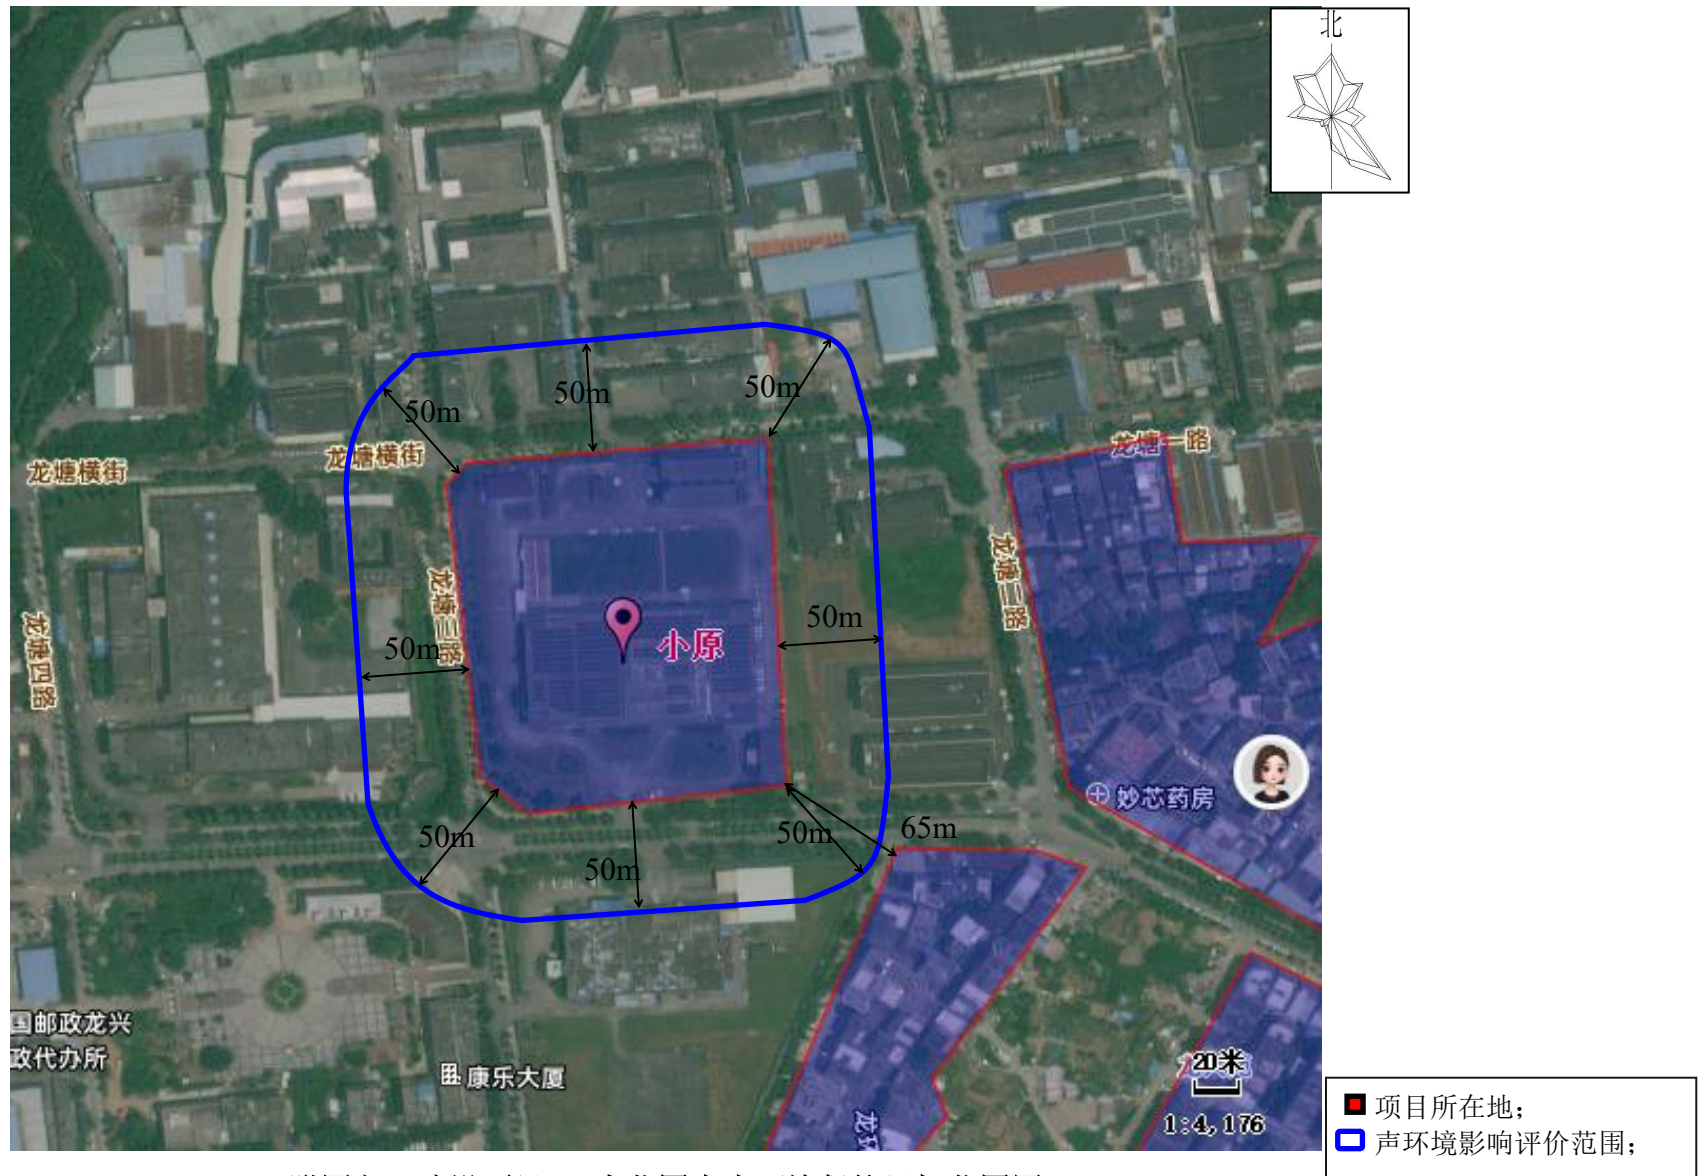 北
50m
50m
50m
龙塘横街
龙塘横街
龙塘一路
龙塘二路
龙塘三路
龙塘四路
小原
50m
50m
妙芯药房
50m
50m
50m
65m
国邮政龙兴
政代办所
康乐大厦
20米
1:4,176
项目所在地；
声环境影响评价范围；